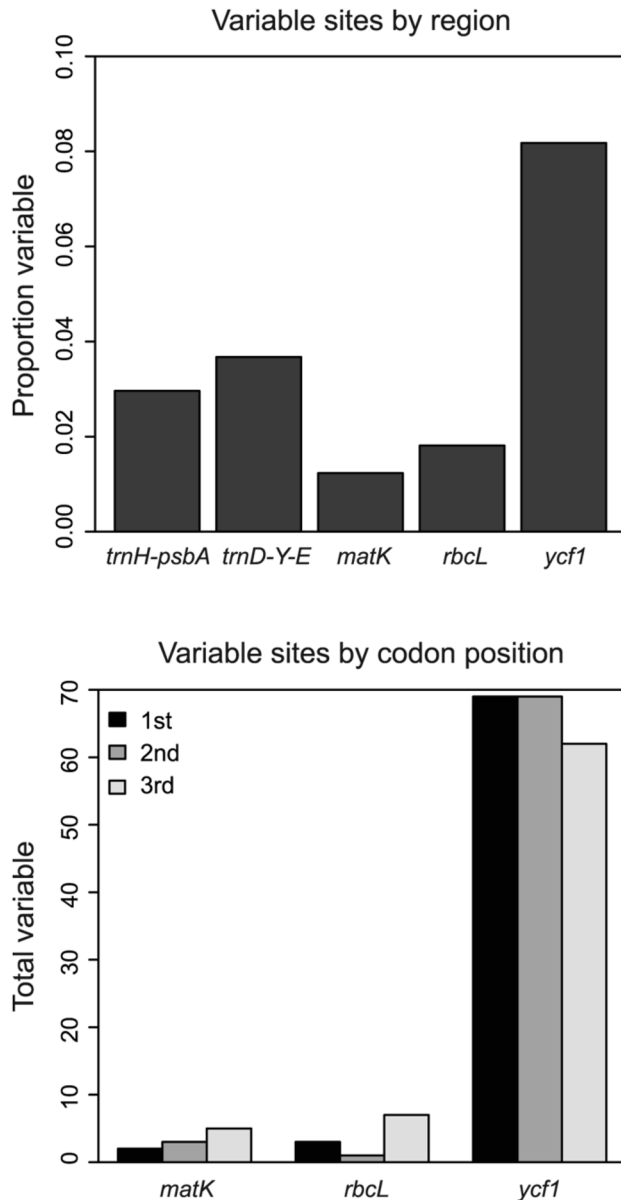 Variable sites by region
Proportion variable
0.10
0.08
0.06
0.04
0.02
0.00
trnH-psbA trnD-Y-E matK rbcL ycf1
Variable sites by codon position
Total variable
70
60
50
40
30
20
10
0
1st
2nd
3rd
matK rbcL ycf1